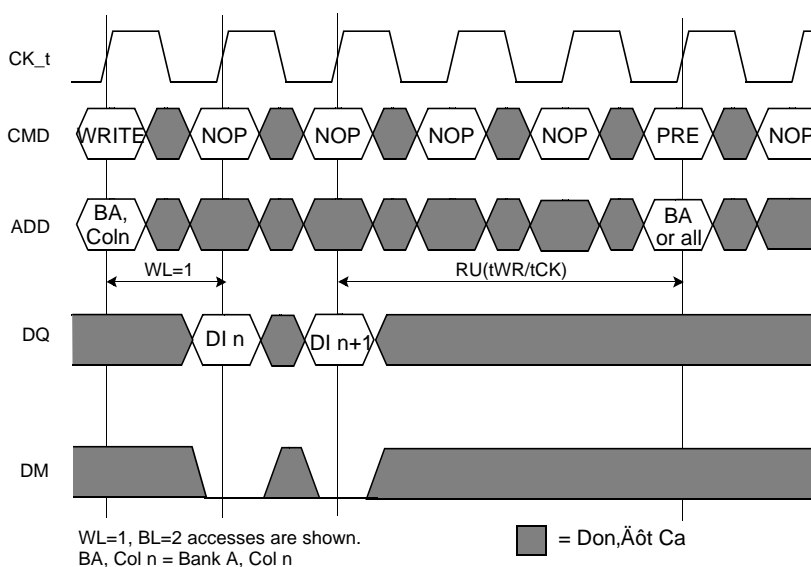 CK_t
CMD WRITE NOP NOP NOP NOP PRE NOP
ADD BA, Coln BA or all
WL=1 RU(tWR/tCK)
DQ DI n DI n+1
DM
WL=1, BL=2 accesses are shown.
BA, Col n = Bank A, Col n
= Don‚Äôt Ca